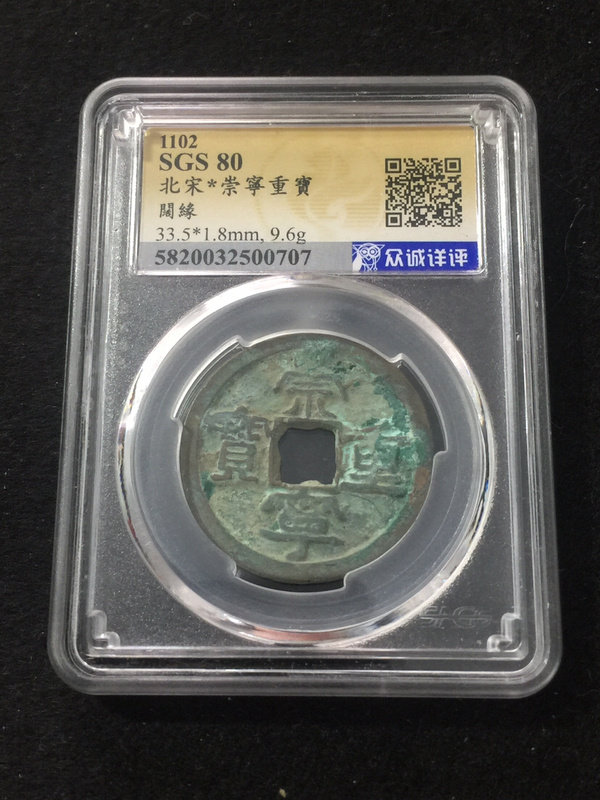 1102
SGS 80
北宋*崇寧重寶
闊緣
33.5*1.8mm, 9.6g
5820032500707
众诚详评
崇
寶 重
寧